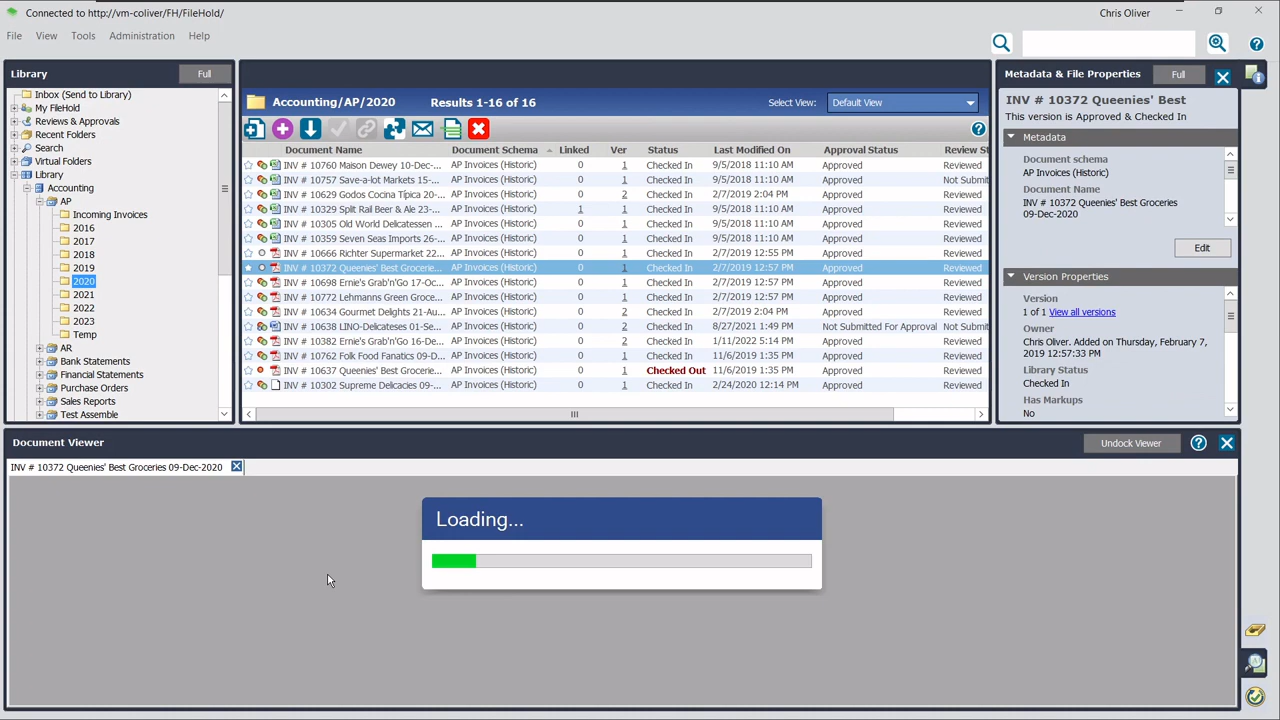 Connected to http://vm-coliver/FH/FileHold/
Chris Oliver
File View Tools Administration Help
Library Full
Inbox (Send to Library)
My FileHold
Reviews & Approvals
Recent Folders
Search
Virtual Folders
Library
Accounting
AP
Incoming Invoices
2016
2017
2018
2019
2020
2021
2022
2023
Temp
AR
Bank Statements
Financial Statements
Purchase Orders
Sales Reports
Test Assemble
Accounting/AP/2020 Results 1-16 of 16 Select View: Default View
Document Name Document Schema Linked Ver Status Last Modified On Approval Status Review St
INV # 10760 Maison Dewey 10-Dec-... AP Invoices (Historic) 0 1 Checked In 9/5/2018 11:10 AM Approved Reviewed
INV # 10757 Save-a-lot Markets 15-... AP Invoices (Historic) 0 1 Checked In 9/5/2018 11:10 AM Approved Not Submit
INV # 10629 Godos Cocina Típica 20-... AP Invoices (Historic) 0 2 Checked In 2/7/2019 2:04 PM Approved Reviewed
INV # 10329 Split Rail Beer & Ale 23-... AP Invoices (Historic) 1 1 Checked In 9/5/2018 11:10 AM Approved Reviewed
INV # 10305 Old World Delicatessen ... AP Invoices (Historic) 0 1 Checked In 9/5/2018 11:10 AM Approved Reviewed
INV # 10359 Seven Seas Imports 26-... AP Invoices (Historic) 0 1 Checked In 9/5/2018 11:10 AM Approved Reviewed
INV # 10666 Richter Supermarket 22... AP Invoices (Historic) 0 1 Checked In 2/7/2019 12:55 PM Approved Reviewed
INV # 10372 Queenies' Best Grocerie... AP Invoices (Historic) 0 1 Checked In 2/7/2019 12:57 PM Approved Reviewed
INV # 10698 Ernie's Grab'n'Go 17-Oc... AP Invoices (Historic) 0 1 Checked In 2/7/2019 12:57 PM Approved Reviewed
INV # 10772 Lehmanns Green Groce... AP Invoices (Historic) 0 1 Checked In 2/7/2019 12:57 PM Approved Reviewed
INV # 10634 Gourmet Delights 21-Au... AP Invoices (Historic) 0 2 Checked In 2/7/2019 2:04 PM Approved Reviewed
INV # 10638 LINO-Delicateses 01-Se... AP Invoices (Historic) 0 2 Checked In 8/27/2021 1:49 PM Not Submitted For Approval Not Submit
INV # 10382 Ernie's Grab'n'Go 16-De... AP Invoices (Historic) 0 2 Checked In 1/11/2022 5:14 PM Approved Reviewed
INV # 10762 Folk Food Fanatics 09-D... AP Invoices (Historic) 0 1 Checked In 11/6/2019 1:35 PM Approved Reviewed
INV # 10637 Queenies' Best Grocerie... AP Invoices (Historic) 0 1 Checked Out 11/6/2019 1:35 PM Approved Reviewed
INV # 10302 Supreme Delicacies 09-... AP Invoices (Historic) 0 1 Checked In 2/24/2020 12:14 PM Approved Reviewed
Metadata & File Properties Full
INV # 10372 Queenies' Best
This version is Approved & Checked In
Metadata
Document schema
AP Invoices (Historic)
Document Name
INV # 10372 Queenies' Best Groceries
09-Dec-2020
Edit
Version Properties
Version
1 of 1 View all versions
Owner
Chris Oliver. Added on Thursday, February 7,
2019 12:57:33 PM
Library Status
Checked In
Has Markups
No
Document Viewer Undock Viewer
INV # 10372 Queenies' Best Groceries 09-Dec-2020
Loading...